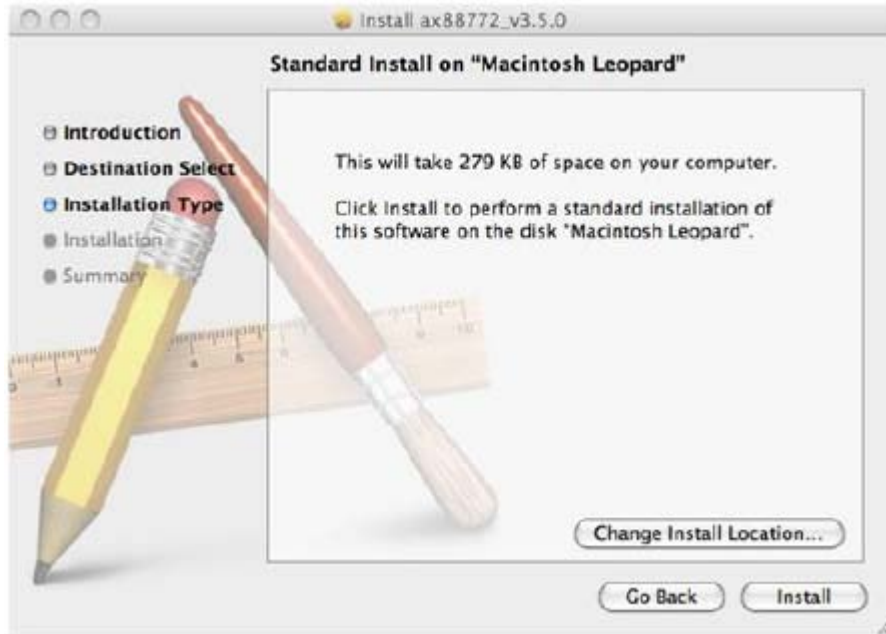 Install ax88772_v3.5.0
Standard Install on "Macintosh Leopard"
Introduction
Destination Select
Installation Type
Installation
Summary
This will take 279 KB of space on your computer.
Click Install to perform a standard installation of
this software on the disk "Macintosh Leopard".
Change Install Location...
Go Back
Install